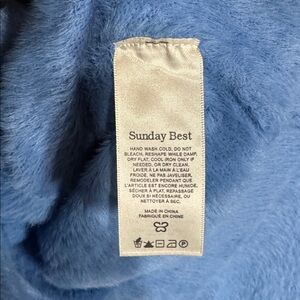 Sunday Best
HAND WASH COLD, DO NOT
BLEACH, RESHAPE WHILE DAMP,
DRY FLAT, COOL IRON ONLY IF
NEEDED, OR DRY CLEAN.
LAVER À LA MAIN À L'EAU
FROIDE, NE PAS JAVELISER,
REMODELER PENDANT QUE
L'ARTICLE EST ENCORE HUMIDE,
SÉCHER À PLAT, REPASSAGE
DOUX SI NÉCESSAIRE, OU
NETTOYER À SEC.
MADE IN CHINA
FABRIQUÉ EN CHINE